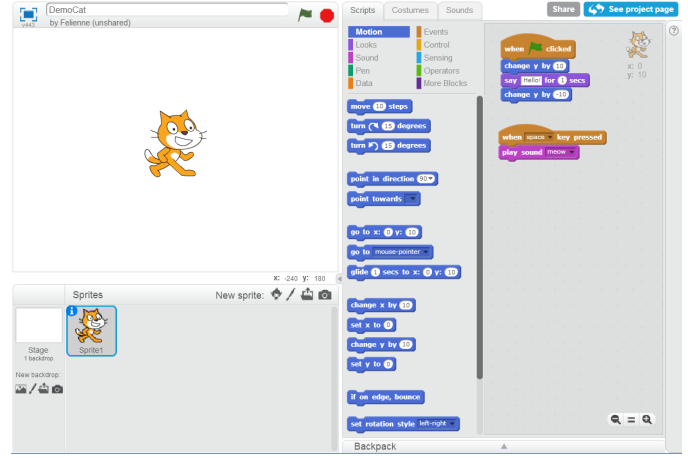 DemoCat
by Felienne (unshared)
v443
x: -240 y: 180
Sprites
New sprite:
Stage
1 backdrop
New backdrop:
Sprite1
Scripts
Costumes
Sounds
Motion
Looks
Sound
Pen
Data
Events
Control
Sensing
Operators
More Blocks
move 10 steps
turn 15 degrees
turn 15 degrees
point in direction 90
point towards
go to x: 0 y: 10
go to mouse-pointer
glide 1 secs to x: 0 y: 10
change x by 10
set x to 0
change y by 10
set y to 0
if on edge, bounce
set rotation style left-right
Share
See project page
when clicked
change y by 10
say Hello! for 1 secs
change y by -10
x: 0
y: 10
when space key pressed
play sound meow
Backpack
?